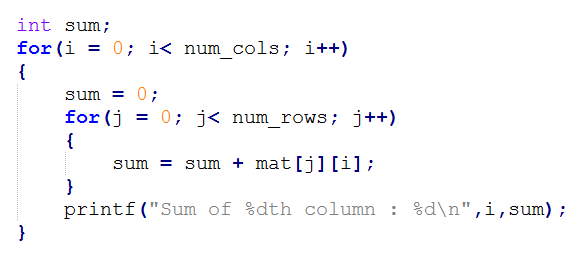 int sum;
for(i = 0; i< num_cols; i++)
{
    sum = 0;
    for(j = 0; j< num_rows; j++)
    {
        sum = sum + mat[j][i];
    }
    printf("Sum of %dth column : %d\n",i,sum);
}